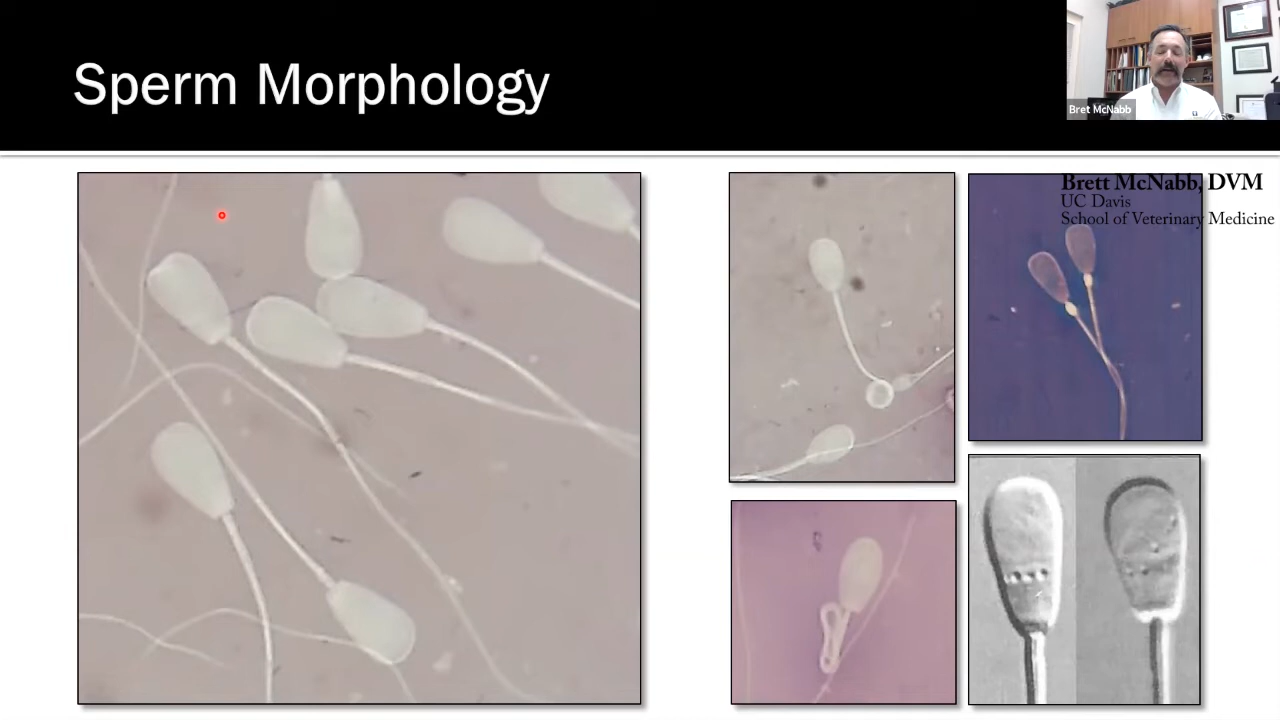 Sperm Morphology
Bret McNabb
Brett McNabb, DVM
UC Davis
School of Veterinary Medicine